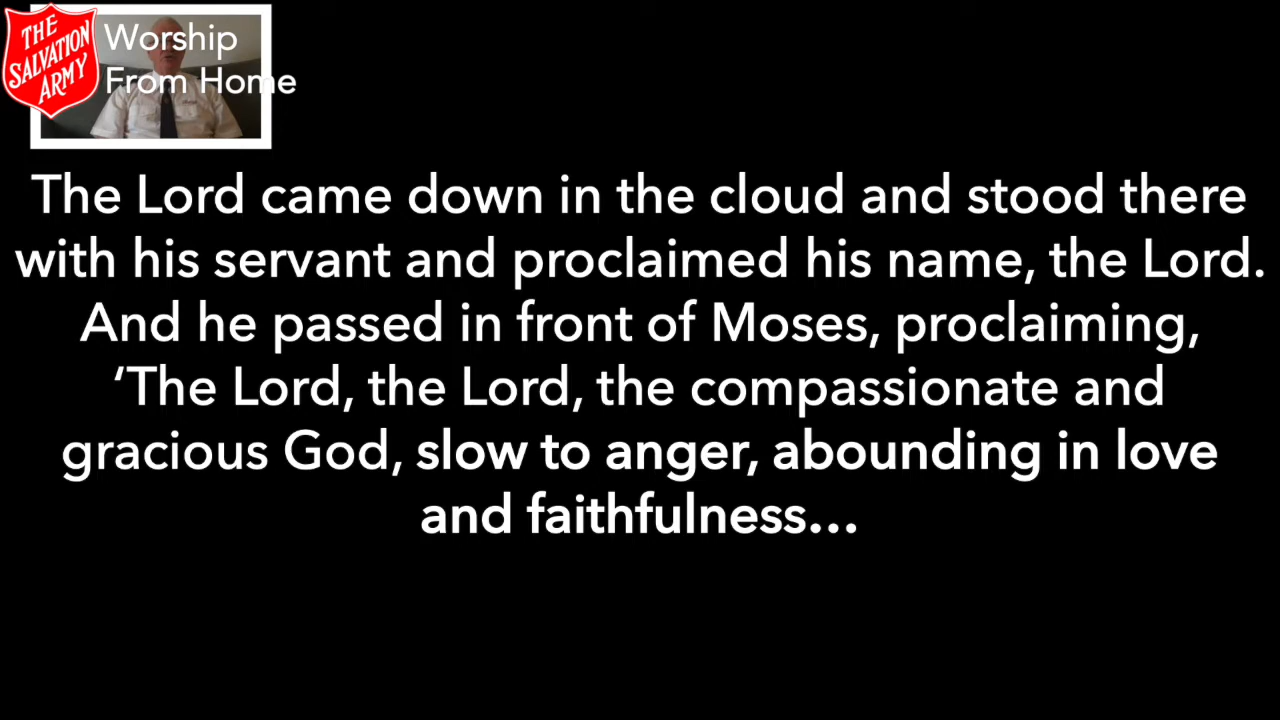 THE
SALVATION
ARMY
Worship
From Home
The Lord came down in the cloud and stood there
with his servant and proclaimed his name, the Lord.
And he passed in front of Moses, proclaiming,
‘The Lord, the Lord, the compassionate and
gracious God, slow to anger, abounding in love
and faithfulness...